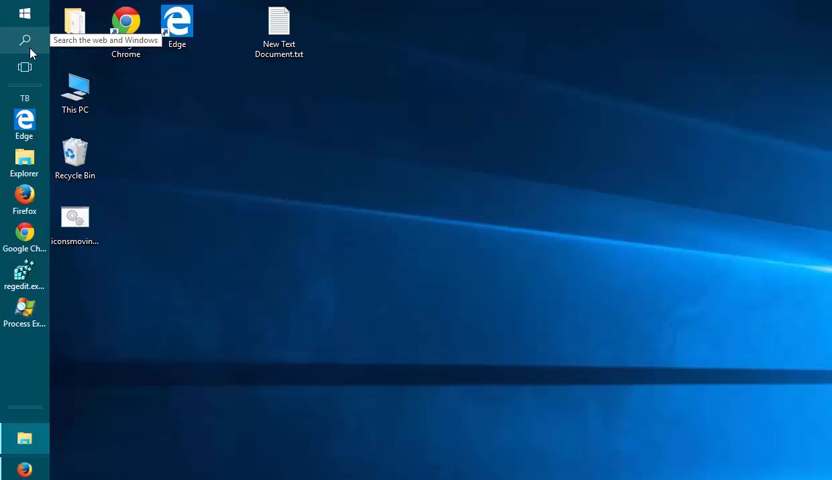 Search the web and Windows
Chrome
Edge
New Text
Document.txt
This PC
Recycle Bin
iconsmovin...
TB
Edge
Explorer
Firefox
Google Ch...
regedit.ex...
Process Ex...